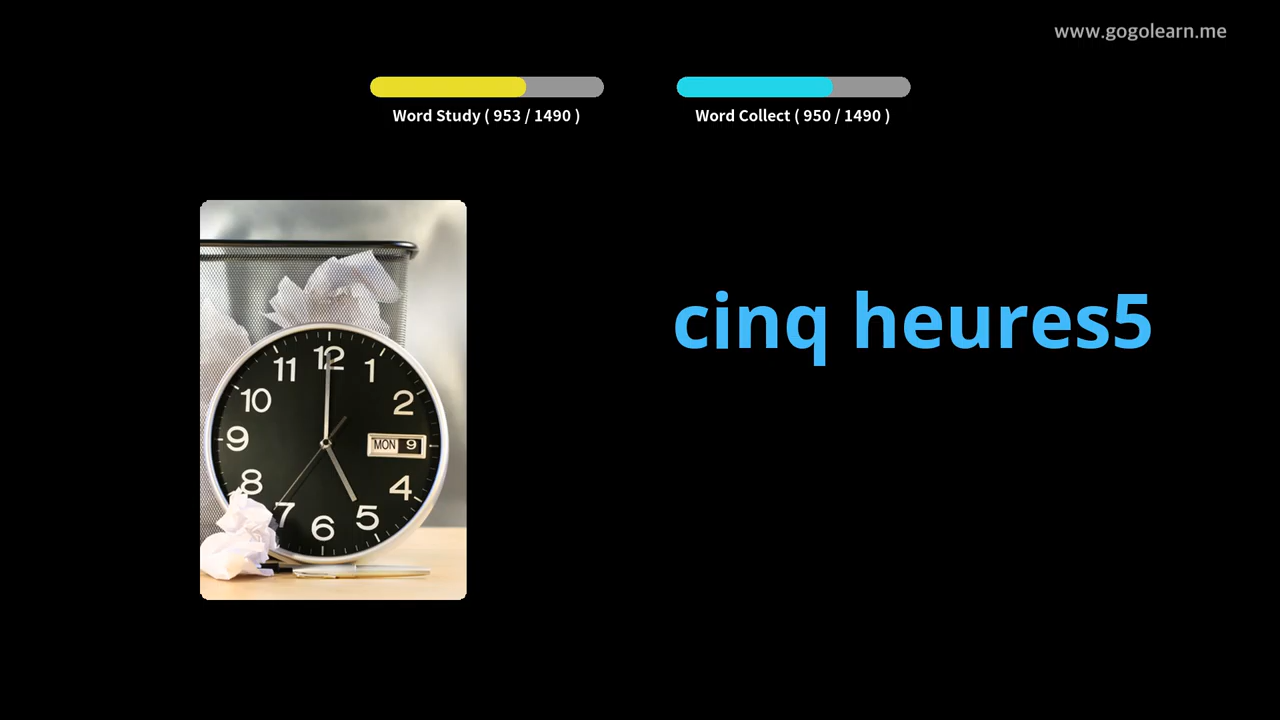 www.gogolearn.me
Word Study ( 953 / 1490 )
Word Collect ( 950 / 1490 )
cinq heures5
12
11
1
10
2
9
MON 9
8
4
7
5
6